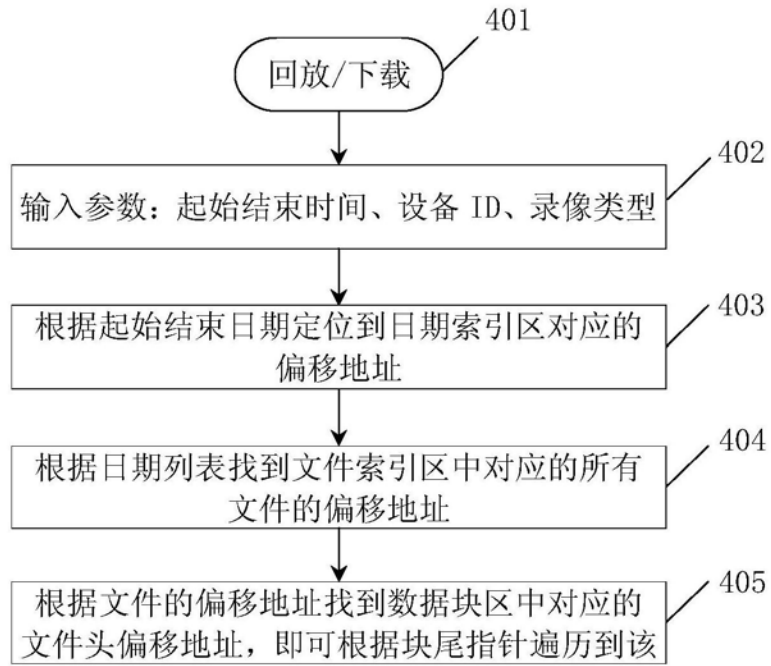 401
回放/下载
402
输入参数：起始结束时间、设备 ID、录像类型
403
根据起始结束日期定位到日期索引区对应的
偏移地址
404
根据日期列表找到文件索引区中对应的所有
文件的偏移地址
405
根据文件的偏移地址找到数据块区中对应的
文件头偏移地址，即可根据块尾指针遍历到该